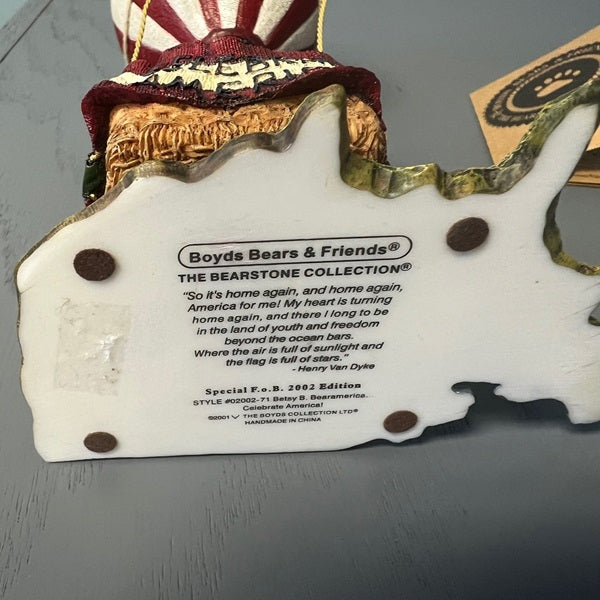 Boyds Bears & Friends®
THE BEARSTONE COLLECTION®
"So it's home again, and home again,
America for me! My heart is turning
home again, and there I long to be
in the land of youth and freedom
beyond the ocean bars.
Where the air is full of sunlight and
the flag is full of stars."
- Henry Van Dyke
Special F.o.B. 2002 Edition
STYLE #02002-71 Betsy B. Bearamerica...
Celebrate America!
©2001 THE BOYDS COLLECTION LTD®
HANDMADE IN CHINA